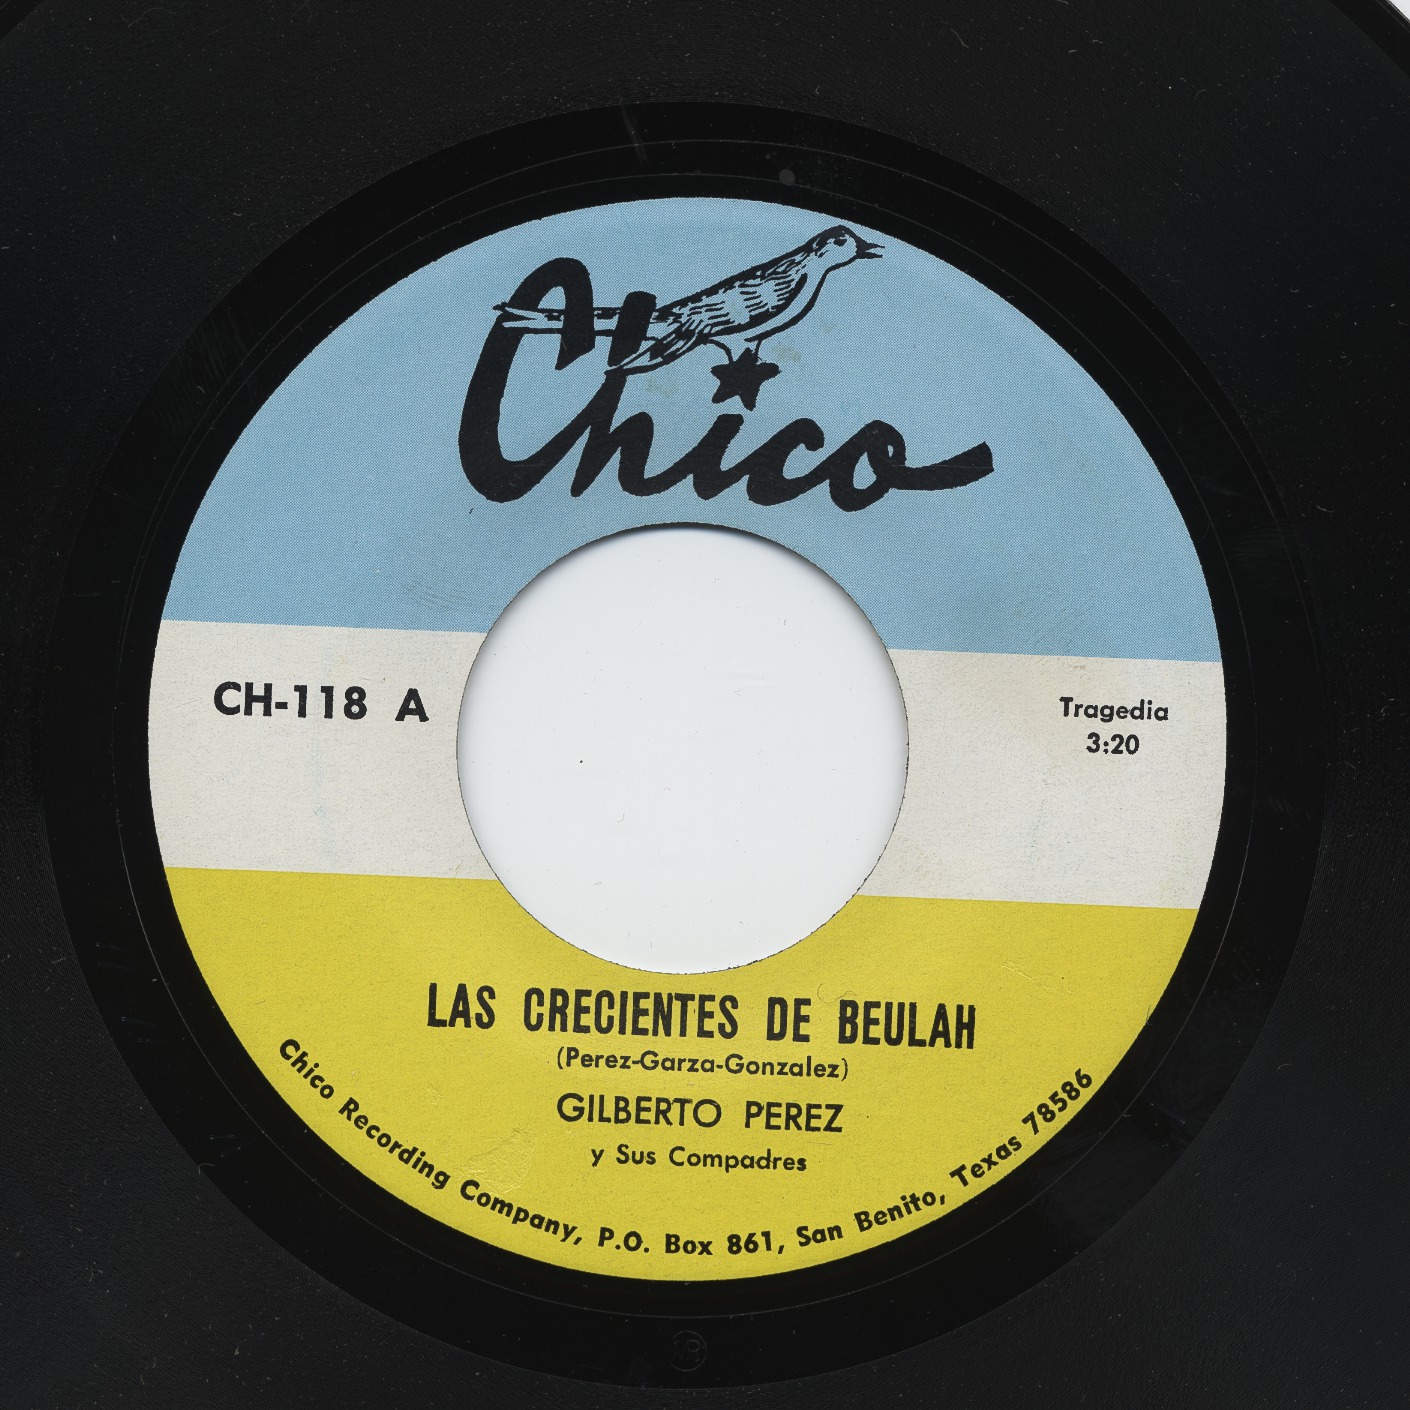 Chico
CH-118 A
Tragedia
3:20
LAS CRECIENTES DE BEULAH
(Perez-Garza-Gonzalez)
GILBERTO PEREZ
y Sus Compadres
Chico Recording Company, P.O. Box 861, San Benito, Texas 78586